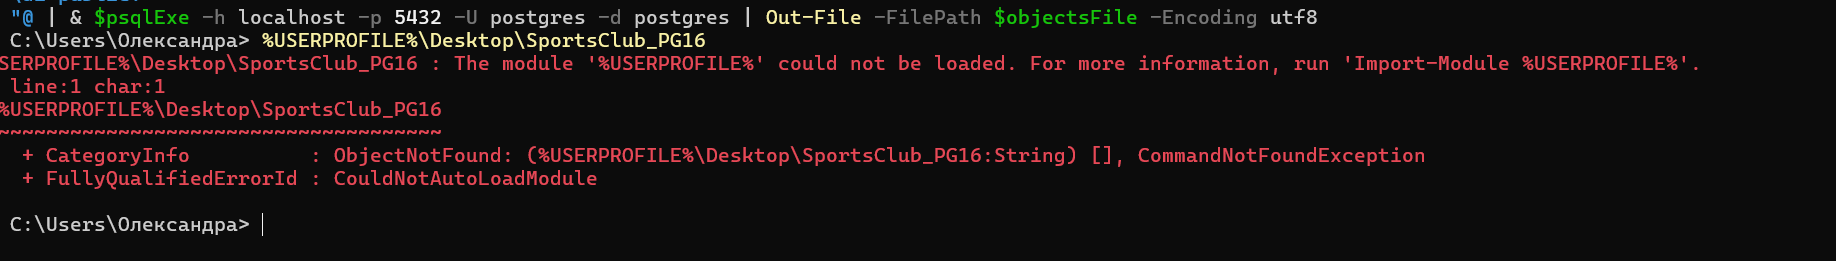 "@ | & $psqlExe -h localhost -p 5432 -U postgres -d postgres | Out-File -FilePath $objectsFile -Encoding utf8
C:\Users\Олександра> %USERPROFILE%\Desktop\SportsClub_PG16
SERPROFILE%\Desktop\SportsClub_PG16 : The module '%USERPROFILE%' could not be loaded. For more information, run 'Import-Module %USERPROFILE%'.
line:1 char:1
%USERPROFILE%\Desktop\SportsClub_PG16
~~~~~~~~~~~~~~~~~~~~~~~~~~~~~~~~~~~~~
+ CategoryInfo          : ObjectNotFound: (%USERPROFILE%\Desktop\SportsClub_PG16:String) [], CommandNotFoundException
+ FullyQualifiedErrorId : CouldNotAutoLoadModule
C:\Users\Олександра>